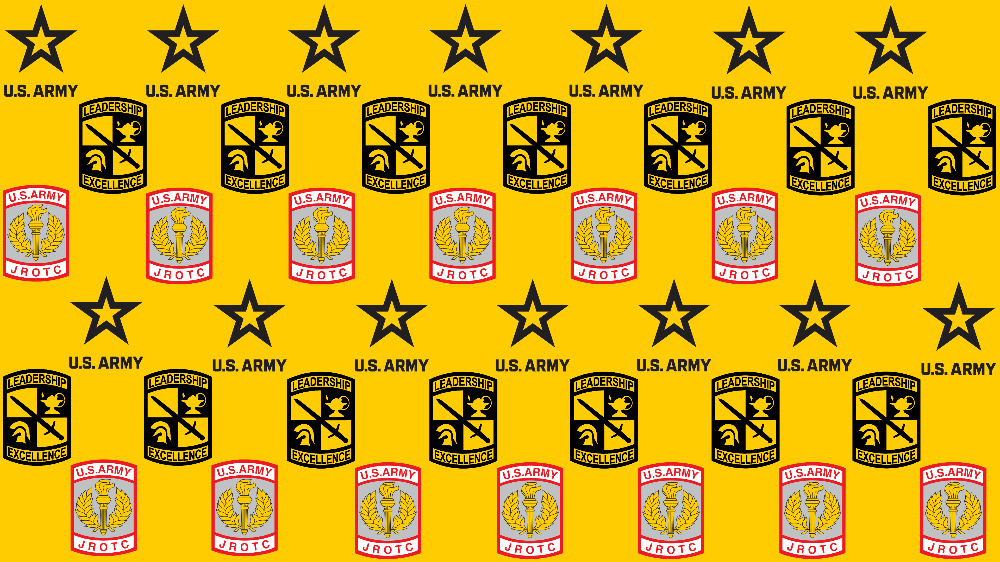 U.S. ARMY U.S. ARMY U.S. ARMY U.S. ARMY U.S. ARMY U.S. ARMY U.S. ARMY
LEADERSHIP LEADERSHIP LEADERSHIP LEADERSHIP LEADERSHIP LEADERSHIP LEADERSHIP
EXCELLENCE EXCELLENCE EXCELLENCE EXCELLENCE EXCELLENCE EXCELLENCE EXCELLENCE
U.S.ARMY U.S.ARMY U.S.ARMY U.S.ARMY U.S.ARMY U.S.ARMY U.S.ARMY
JROTC JROTC JROTC JROTC JROTC JROTC JROTC
U.S. ARMY U.S. ARMY U.S. ARMY U.S. ARMY U.S. ARMY U.S. ARMY U.S. ARMY
LEADERSHIP LEADERSHIP LEADERSHIP LEADERSHIP LEADERSHIP LEADERSHIP LEADERSHIP
EXCELLENCE EXCELLENCE EXCELLENCE EXCELLENCE EXCELLENCE EXCELLENCE EXCELLENCE
U.S.ARMY U.S.ARMY U.S.ARMY U.S.ARMY U.S.ARMY U.S.ARMY U.S.ARMY
JROTC JROTC JROTC JROTC JROTC JROTC JROTC